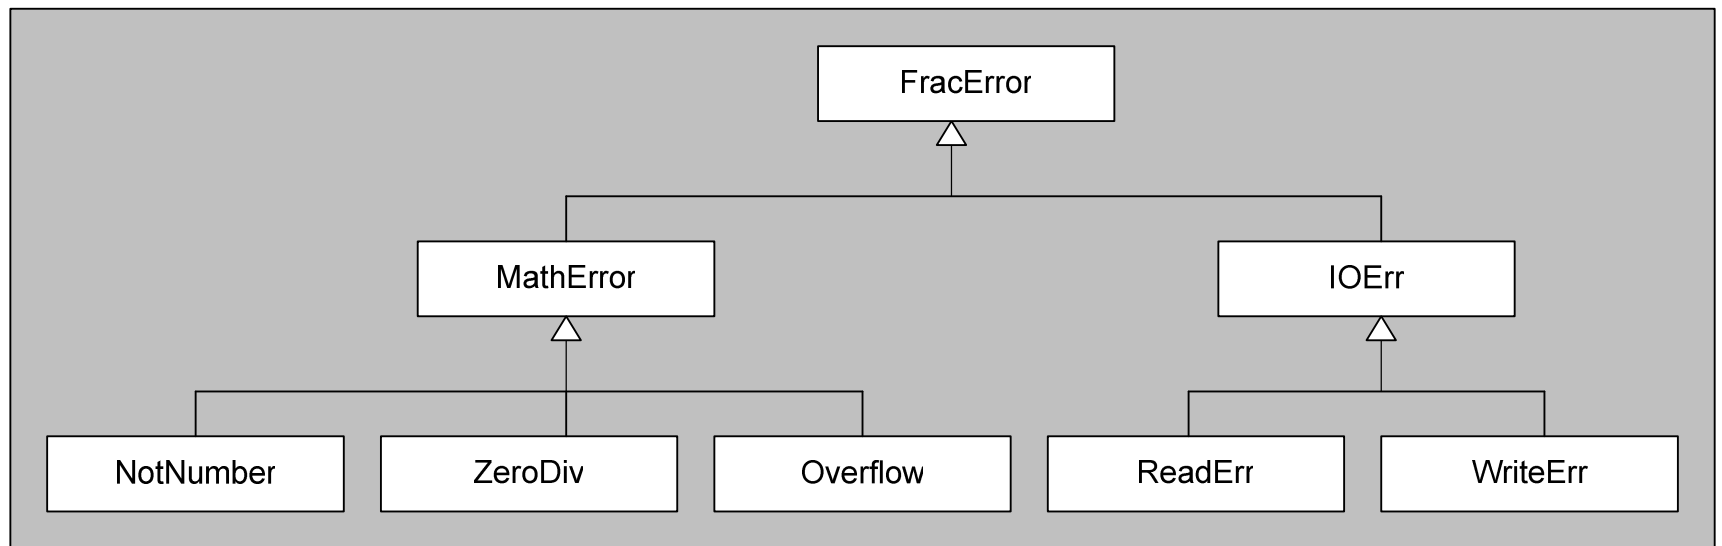 FracError
MathError
IOErr
NotNumber
ZeroDiv
Overflow
ReadErr
WriteErr